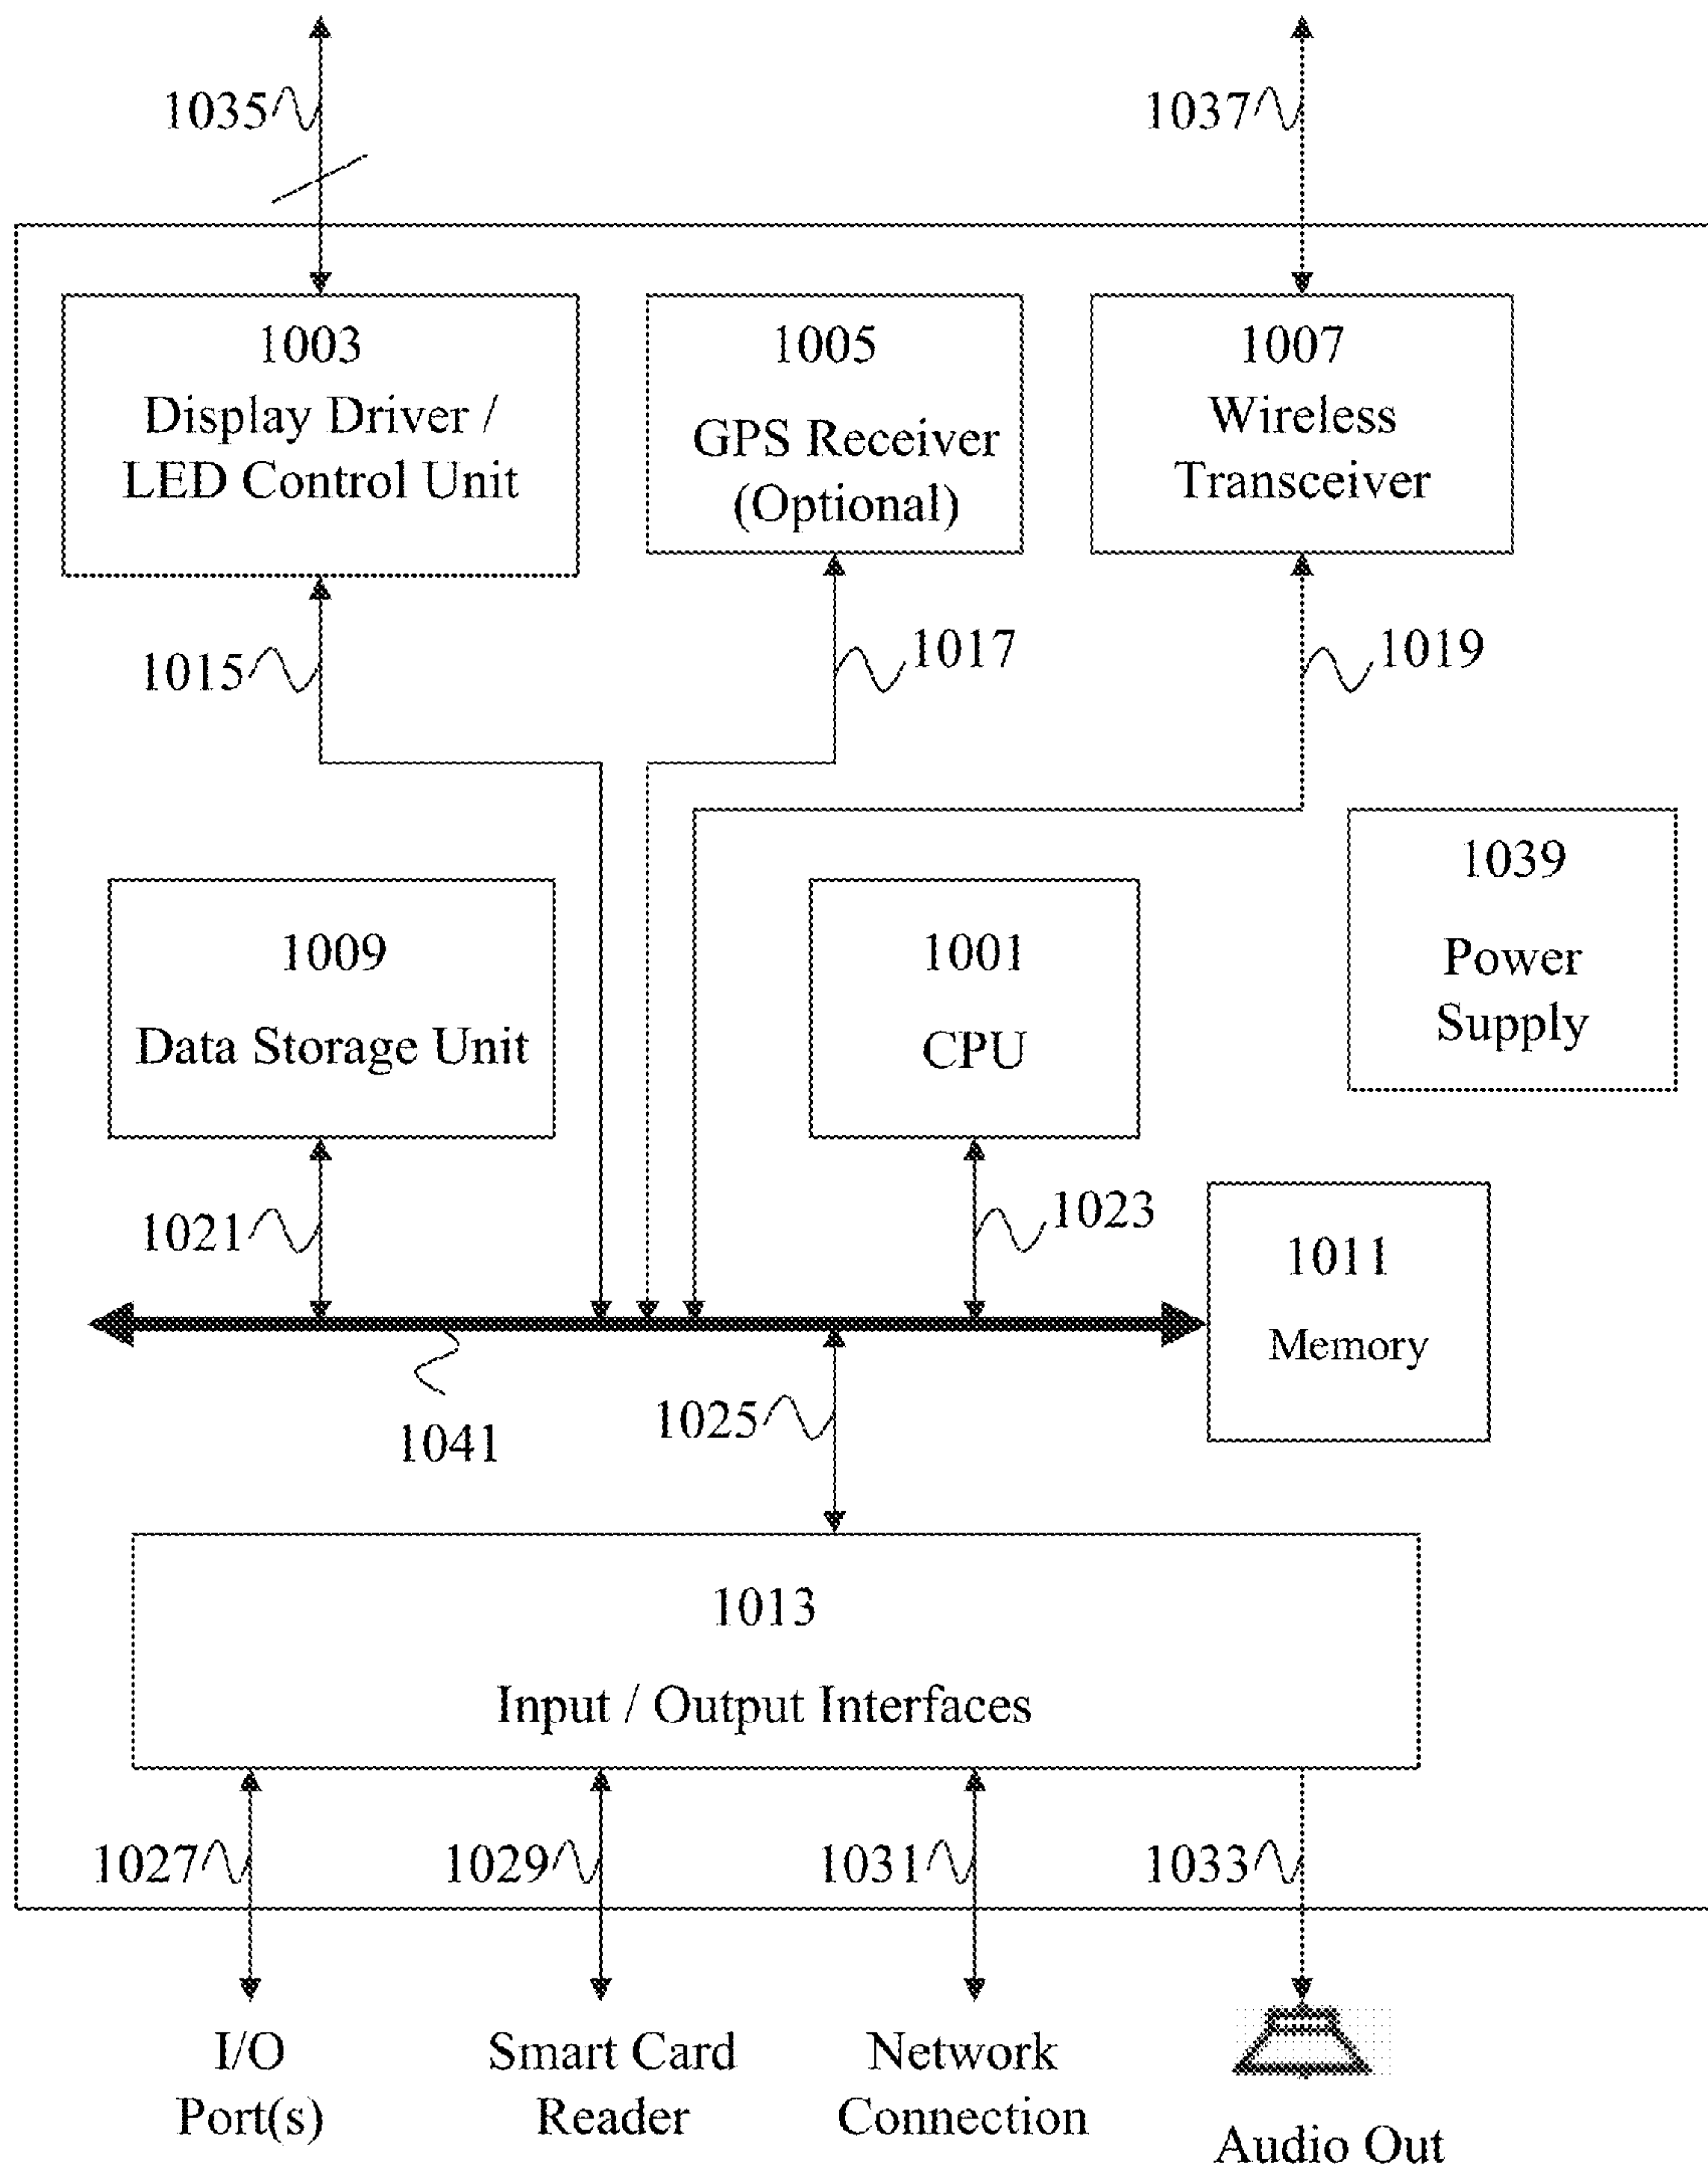 1035
1037
1003
Display Driver /
LED Control Unit
1005
GPS Receiver
(Optional)
1007
Wireless
Transceiver
1015
1017
1019
1009
Data Storage Unit
1001
CPU
1039
Power
Supply
1021
1023
1011
Memory
1041
1025
1013
Input / Output Interfaces
1027
1029
1031
1033
I/O
Port(s)
Smart Card
Reader
Network
Connection
Audio Out